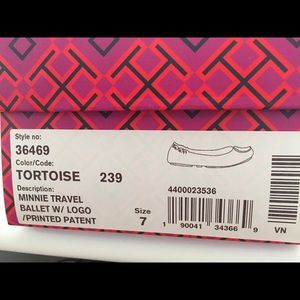 Style no:
36469
Color/Code:
TORTOISE 239
Description:
MINNIE TRAVEL
BALLET W/ LOGO
/PRINTED PATENT
Size
7
4400023536
1 90041 34366 9
VN